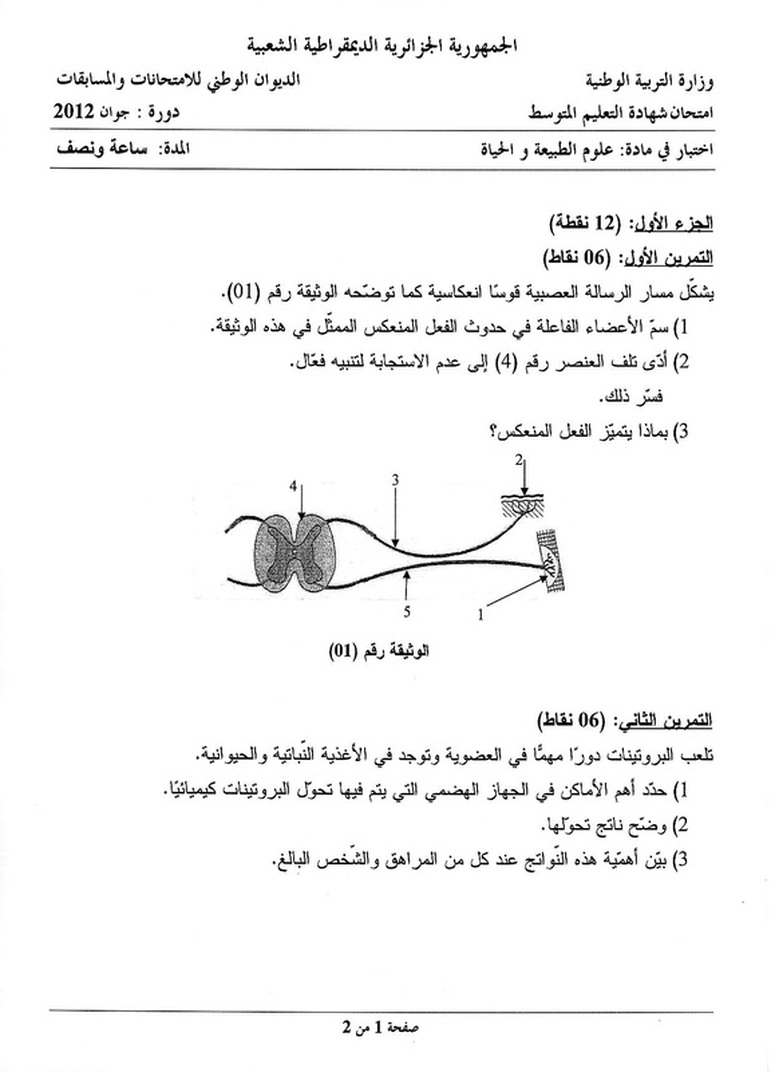 الجمهورية الجزائرية الديمقراطية الشعبية
وزارة التربية الوطنية الديوان الوطني للامتحانات والمسابقات
امتحان شهادة التعليم المتوسط دورة : جوان 2012
اختبار في مادة: علوم الطبيعة و الحياة المدة: ساعة ونصف
الجزء الأول: (12 نقطة)
التمرين الأول: (06 نقاط)
يشكّل مسار الرسالة العصبية قوسًا انعكاسية كما توضّحه الوثيقة رقم (01).
1) سمّ الأعضاء الفاعلة في حدوث الفعل المنعكس الممثّل في هذه الوثيقة.
2) أدّى تلف العنصر رقم (4) إلى عدم الاستجابة لتنبيه فعّال.
فسّر ذلك.
3) بماذا يتميّز الفعل المنعكس؟
2
3
4
5
1
الوثيقة رقم (01)
التمرين الثاني: (06 نقاط)
تلعب البروتينات دورًا مهمًّا في العضوية وتوجد في الأغذية النّباتية والحيوانية.
1) حدّد أهم الأماكن في الجهاز الهضمي التي يتم فيها تحوّل البروتينات كيميائيًا.
2) وضّح ناتج تحوّلها.
3) بيّن أهمّية هذه النّواتج عند كل من المراهق والشّخص البالغ.
صفحة 1 من 2